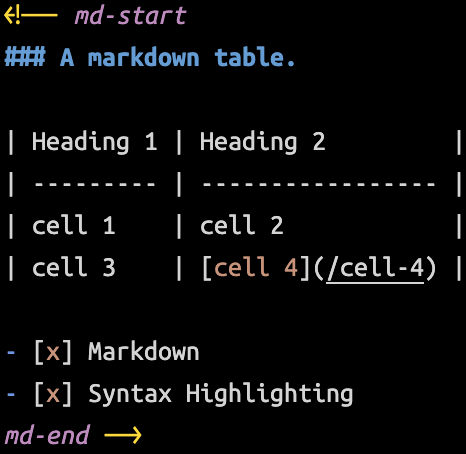 <!-- md-start
### A markdown table.

| Heading 1 | Heading 2         |
| --------- | ----------------- |
| cell 1    | cell 2            |
| cell 3    | [cell 4](/cell-4) |

- [x] Markdown
- [x] Syntax Highlighting
md-end -->